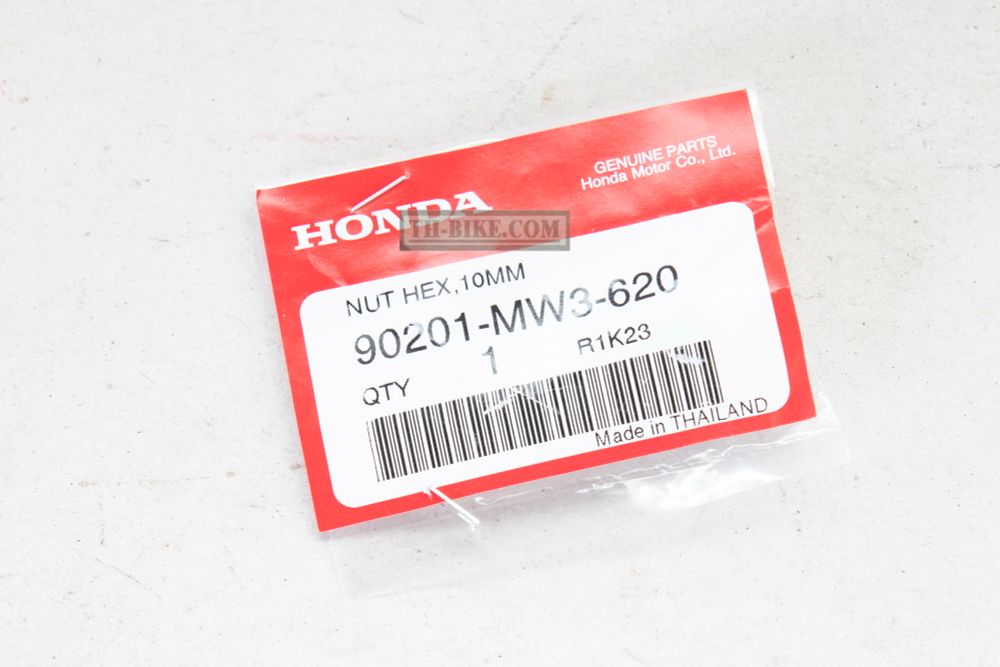 GENUINE PARTS
Honda Motor Co., Ltd.
HONDA
TH-BIKE.COM
NUT HEX,10MM
90201-MW3-620
QTY 1 R1K23
Made in THAILAND